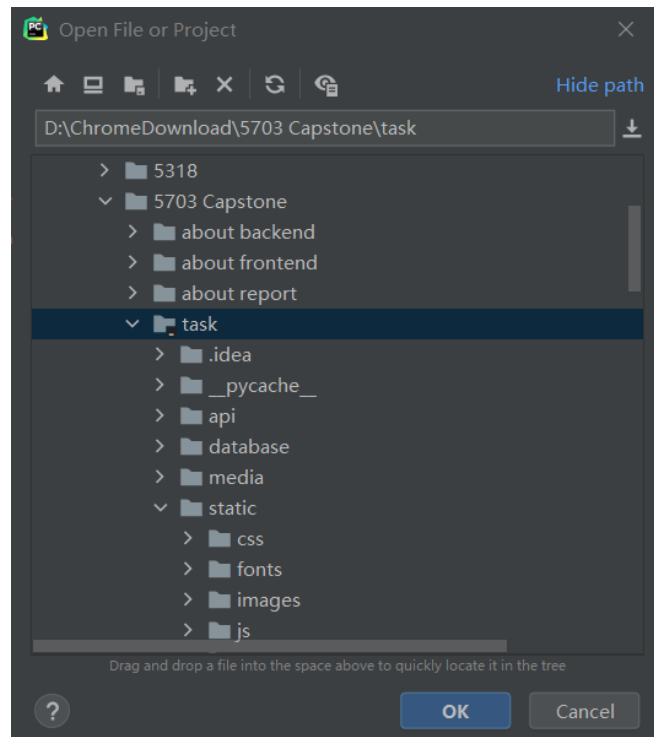 PC
Open File or Project
Hide path
D:\ChromeDownload\5703 Capstone\task
5318
5703 Capstone
about backend
about frontend
about report
task
.idea
__pycache__
api
database
media
static
css
fonts
images
js
Drag and drop a file into the space above to quickly locate it in the tree
?
OK
Cancel